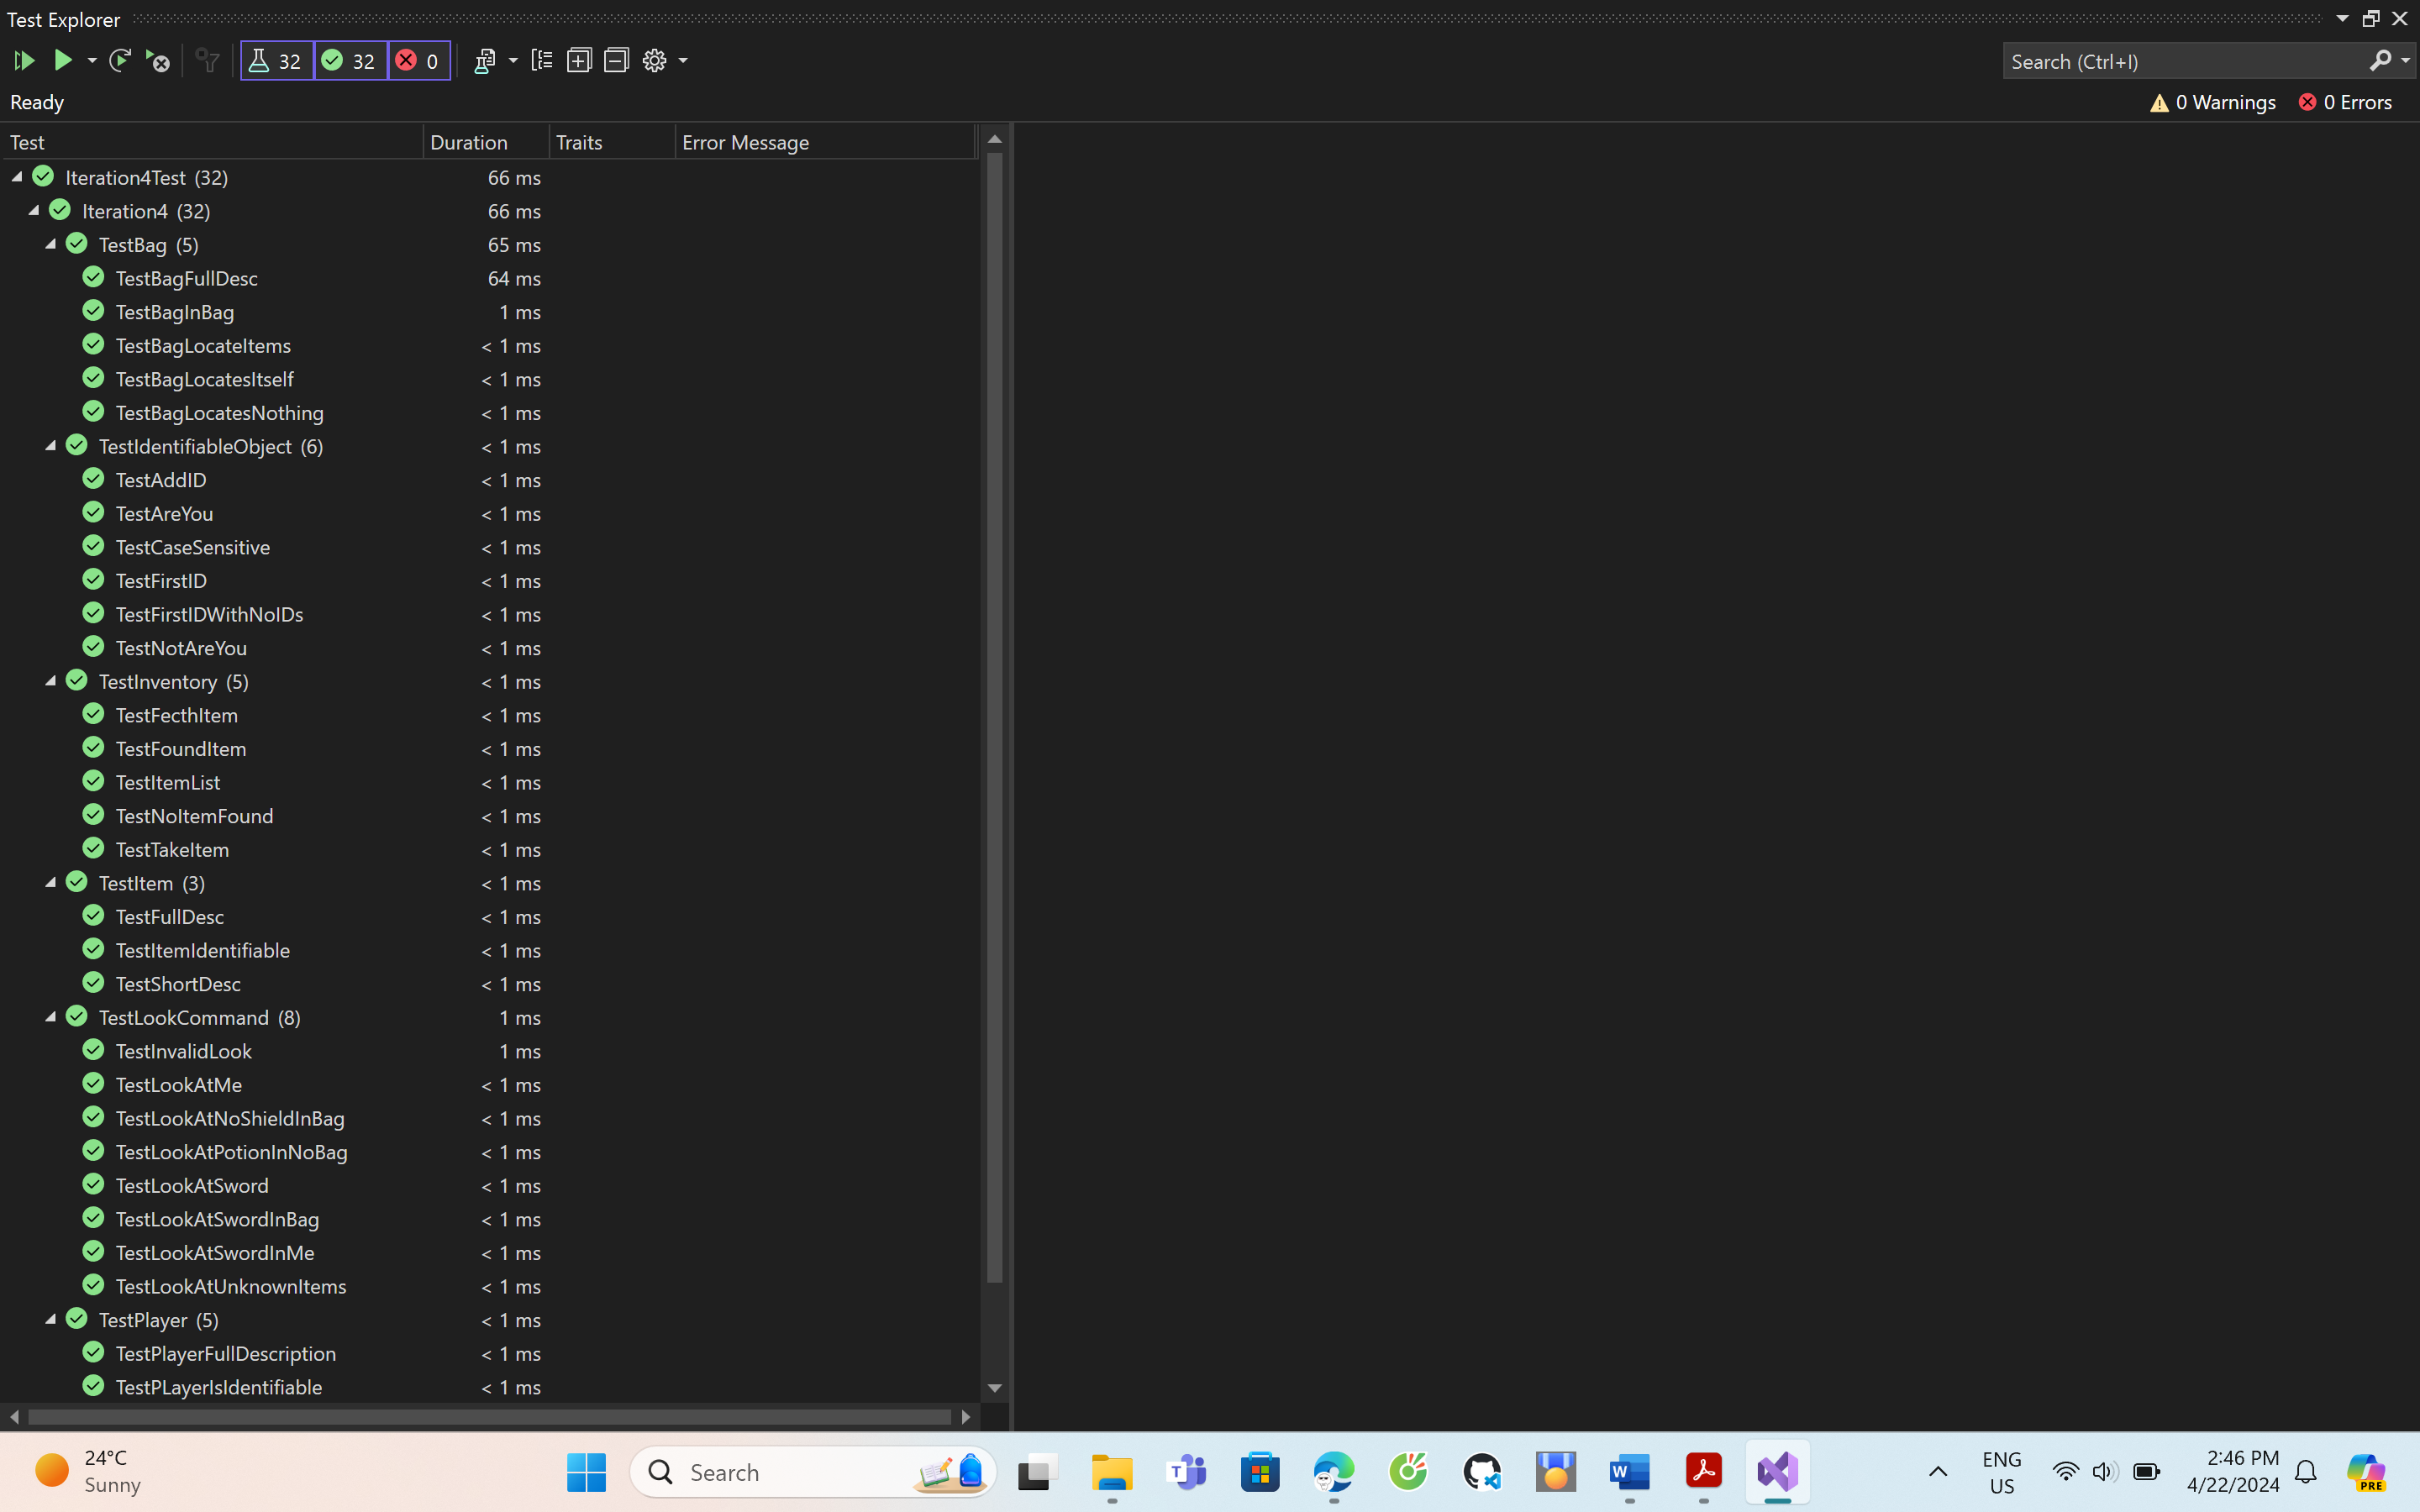 Test Explorer
32 32 0
Search (Ctrl+I)
Ready 0 Warnings 0 Errors
Test Duration Traits Error Message
Iteration4Test (32) 66 ms
Iteration4 (32) 66 ms
TestBag (5) 65 ms
TestBagFullDesc 64 ms
TestBagInBag 1 ms
TestBagLocateItems < 1 ms
TestBagLocatesItself < 1 ms
TestBagLocatesNothing < 1 ms
TestIdentifiableObject (6) < 1 ms
TestAddID < 1 ms
TestAreYou < 1 ms
TestCaseSensitive < 1 ms
TestFirstID < 1 ms
TestFirstIDWithNoIDs < 1 ms
TestNotAreYou < 1 ms
TestInventory (5) < 1 ms
TestFecthItem < 1 ms
TestFoundItem < 1 ms
TestItemList < 1 ms
TestNoItemFound < 1 ms
TestTakeItem < 1 ms
TestItem (3) < 1 ms
TestFullDesc < 1 ms
TestItemIdentifiable < 1 ms
TestShortDesc < 1 ms
TestLookCommand (8) 1 ms
TestInvalidLook 1 ms
TestLookAtMe < 1 ms
TestLookAtNoShieldInBag < 1 ms
TestLookAtPotionInNoBag < 1 ms
TestLookAtSword < 1 ms
TestLookAtSwordInBag < 1 ms
TestLookAtSwordInMe < 1 ms
TestLookAtUnknownItems < 1 ms
TestPlayer (5) < 1 ms
TestPlayerFullDescription < 1 ms
TestPLayerIsIdentifiable < 1 ms
24°C
Sunny
Search
T
W
ENG
US
2:46 PM
4/22/2024
PRE